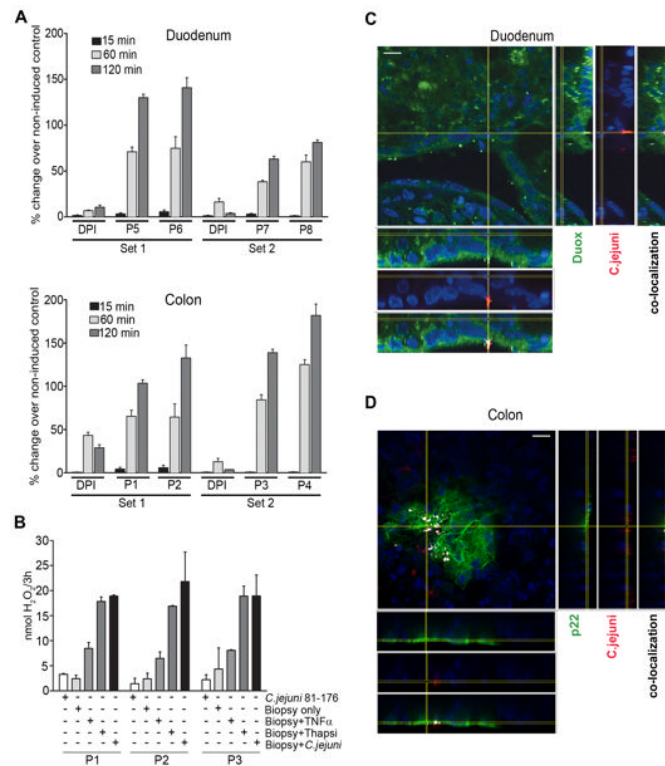 A
Duodenum
15 min
60 min
120 min
% change over non-induced control
200
150
100
50
0
DPI P5 P6 DPI P7 P8
Set 1 Set 2
Colon
15 min
60 min
120 min
% change over non-induced control
200
150
100
50
0
DPI P1 P2 DPI P3 P4
Set 1 Set 2
B
nmol H2O2/3h
30
20
10
0
+ - - - - + - - - - + - - - - C.jejuni 81-176
- + - - - - + - - - - + - - - Biopsy only
- - + - - - - + - - - - + - - Biopsy+TNFα
- - - + - - - - + - - - - + - Biopsy+Thapsi
- - - - + - - - - + - - - - + Biopsy+C.jejuni
P1 P2 P3
C
Duodenum
Duox
C.jejuni
co-localization
D
Colon
p22
C.jejuni
co-localization